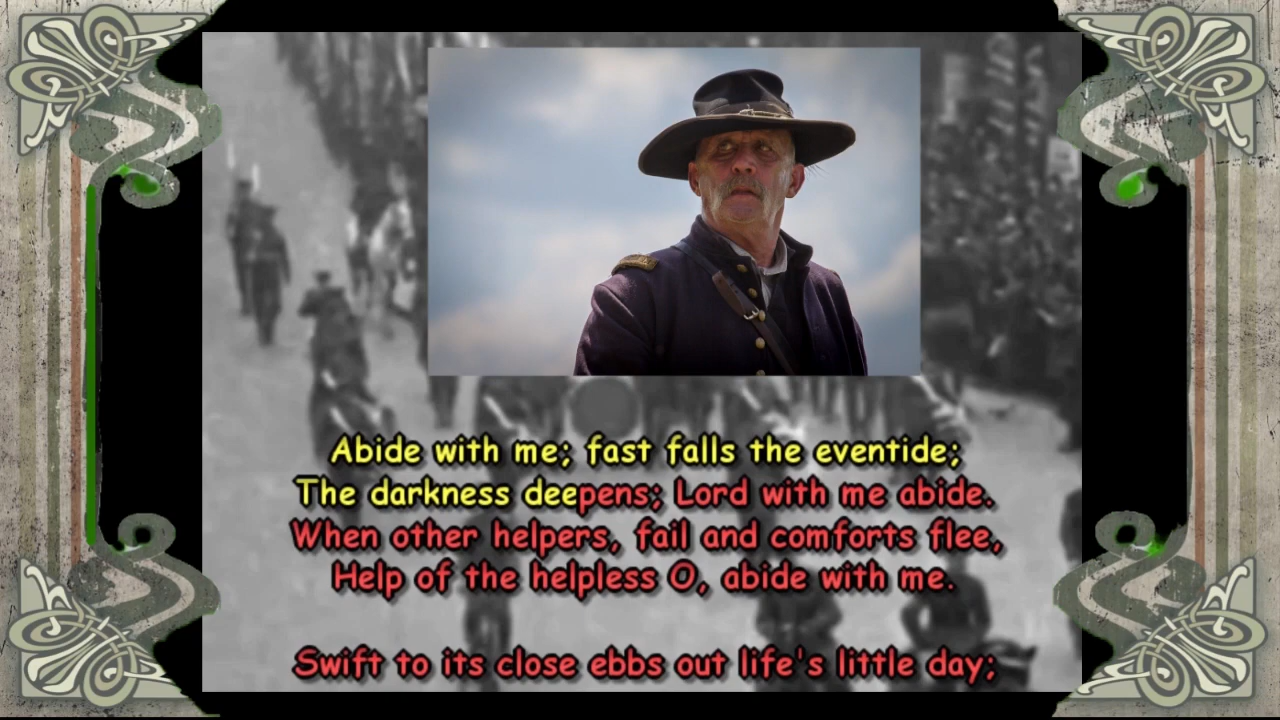 Abide with me; fast falls the eventide;
The darkness deepens; Lord with me abide.
When other helpers, fail and comforts flee,
Help of the helpless O, abide with me.
Swift to its close ebbs out life's little day;